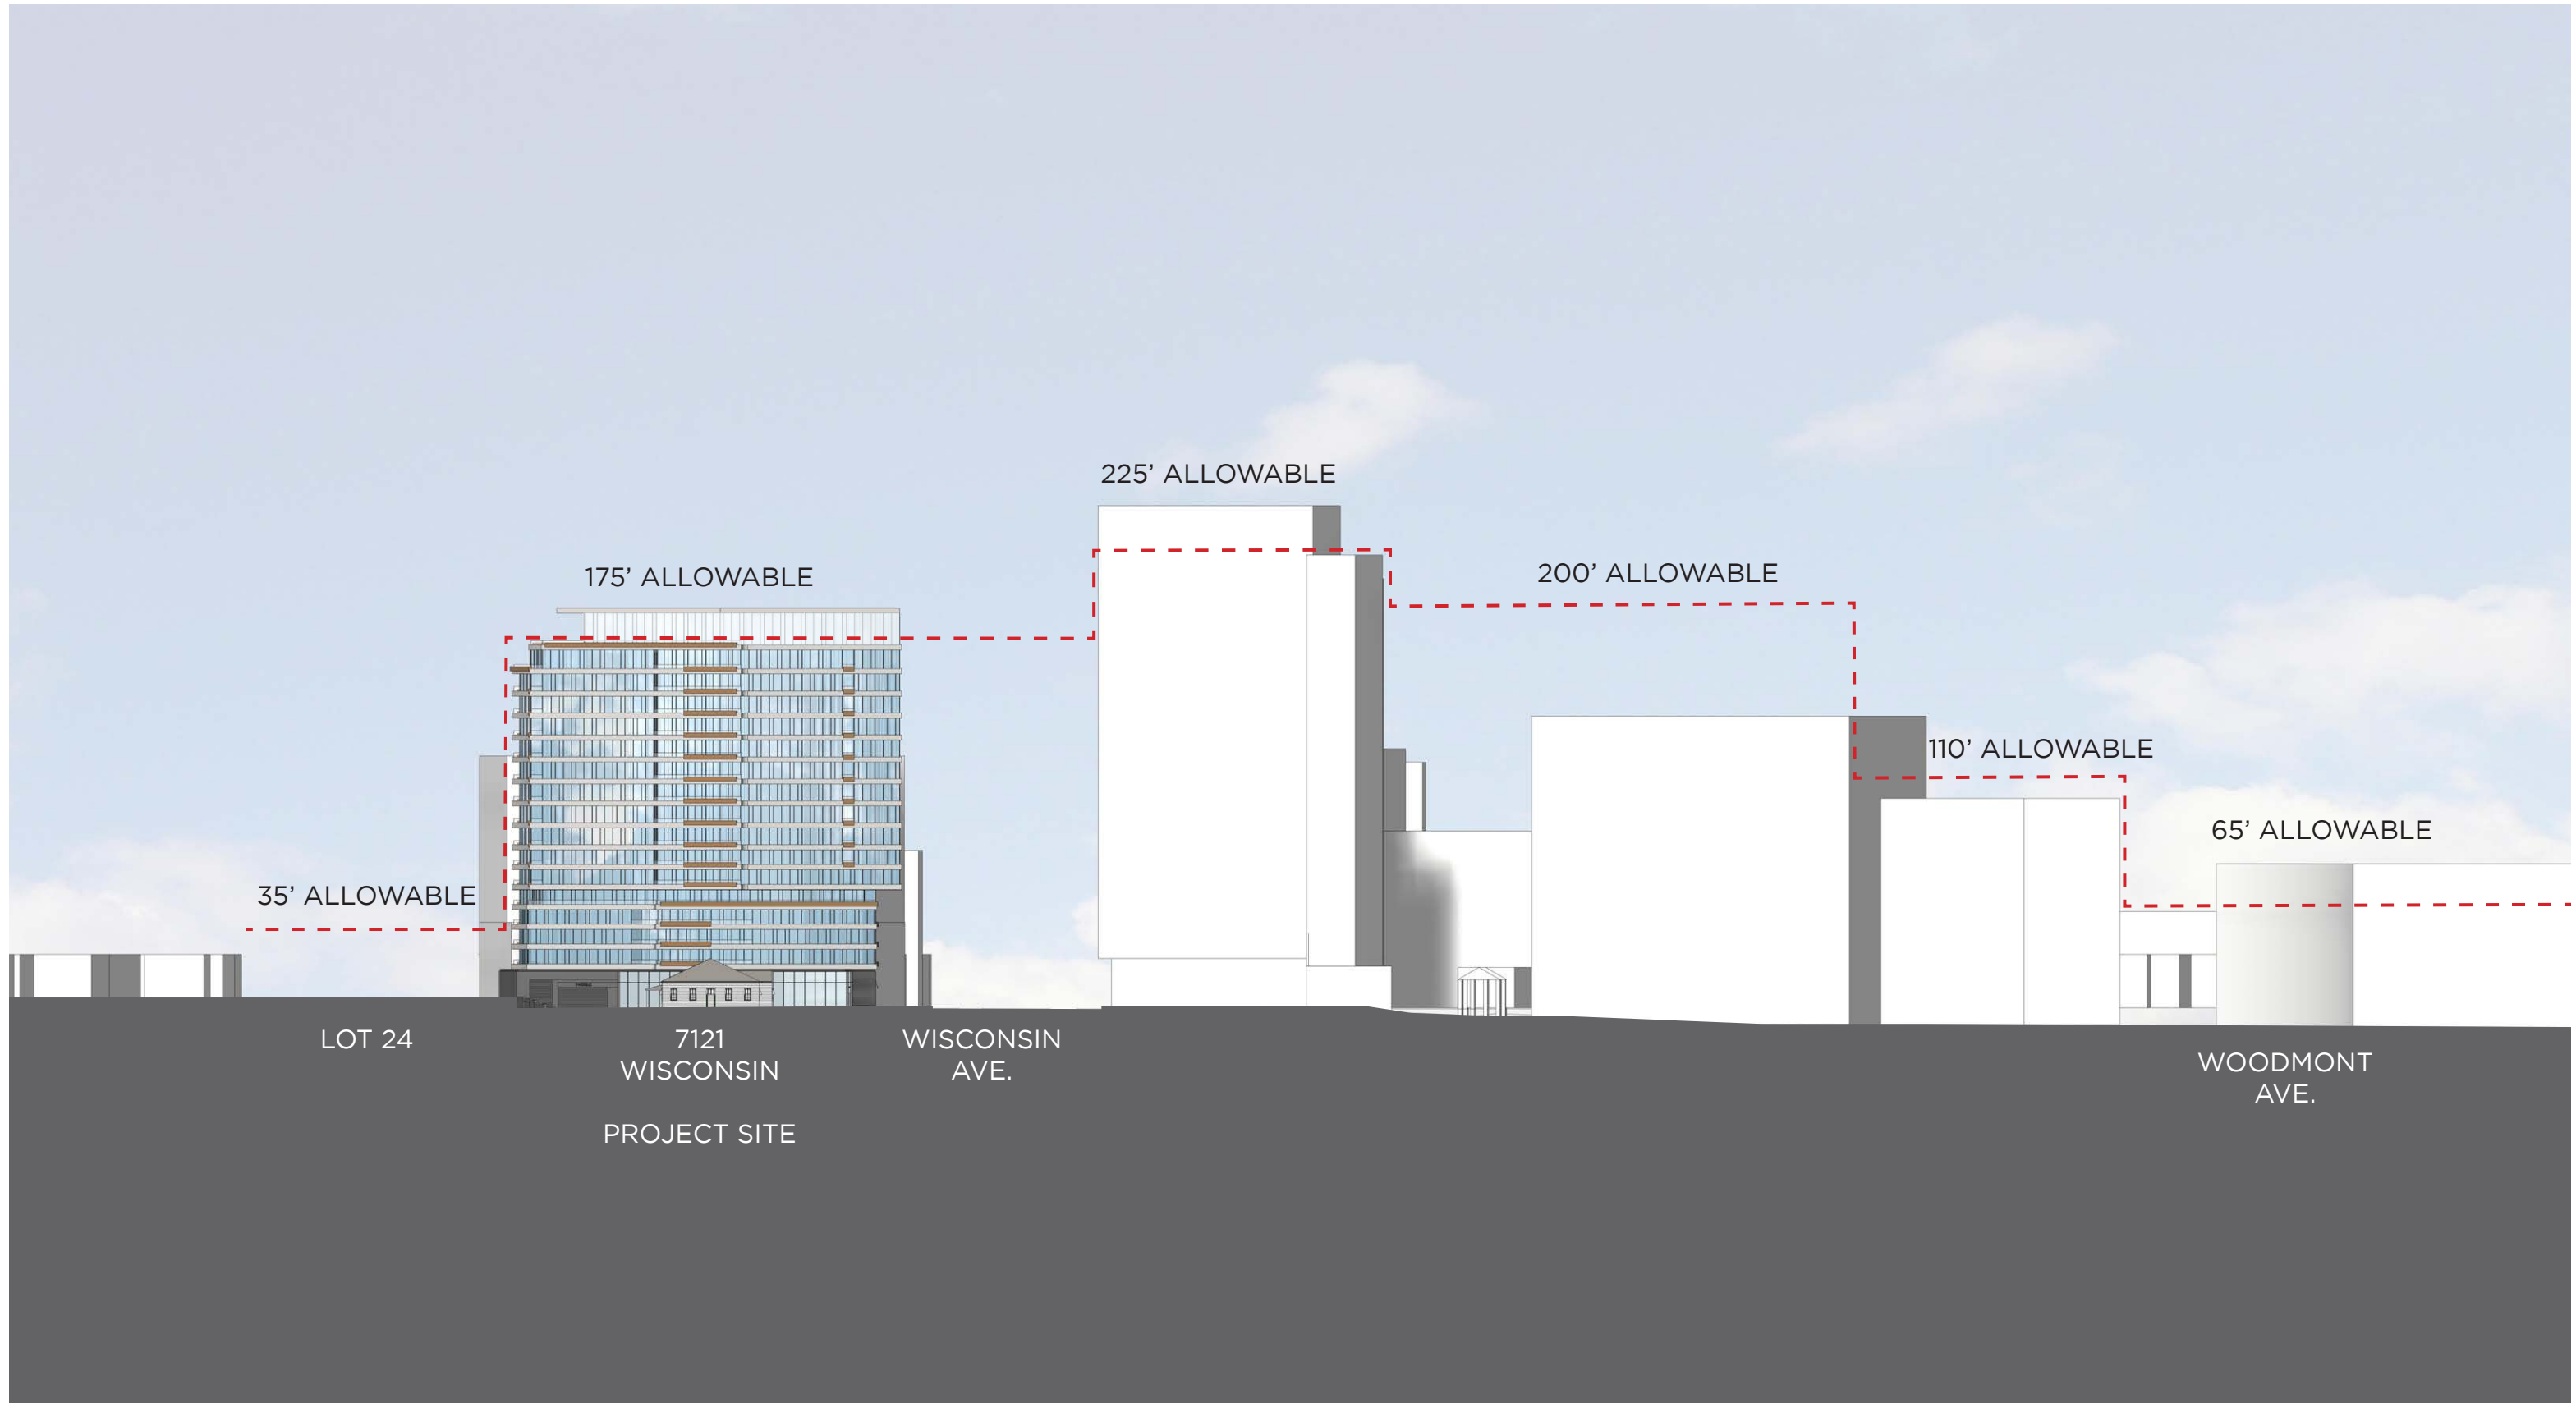 225’ ALLOWABLE
175’ ALLOWABLE
200’ ALLOWABLE
110’ ALLOWABLE
65’ ALLOWABLE
35’ ALLOWABLE
LOT 24
7121
WISCONSIN
PROJECT SITE
WISCONSIN
AVE.
WOODMONT
AVE.